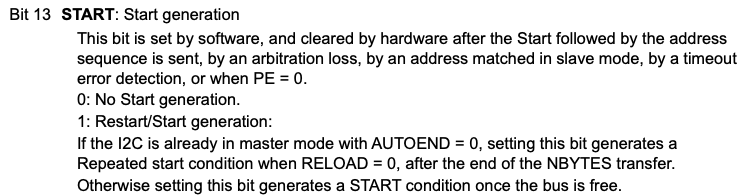 Bit 13 START: Start generation
This bit is set by software, and cleared by hardware after the Start followed by the address
sequence is sent, by an arbitration loss, by an address matched in slave mode, by a timeout
error detection, or when PE = 0.
0: No Start generation.
1: Restart/Start generation:
If the I2C is already in master mode with AUTOEND = 0, setting this bit generates a
Repeated start condition when RELOAD = 0, after the end of the NBYTES transfer.
Otherwise setting this bit generates a START condition once the bus is free.